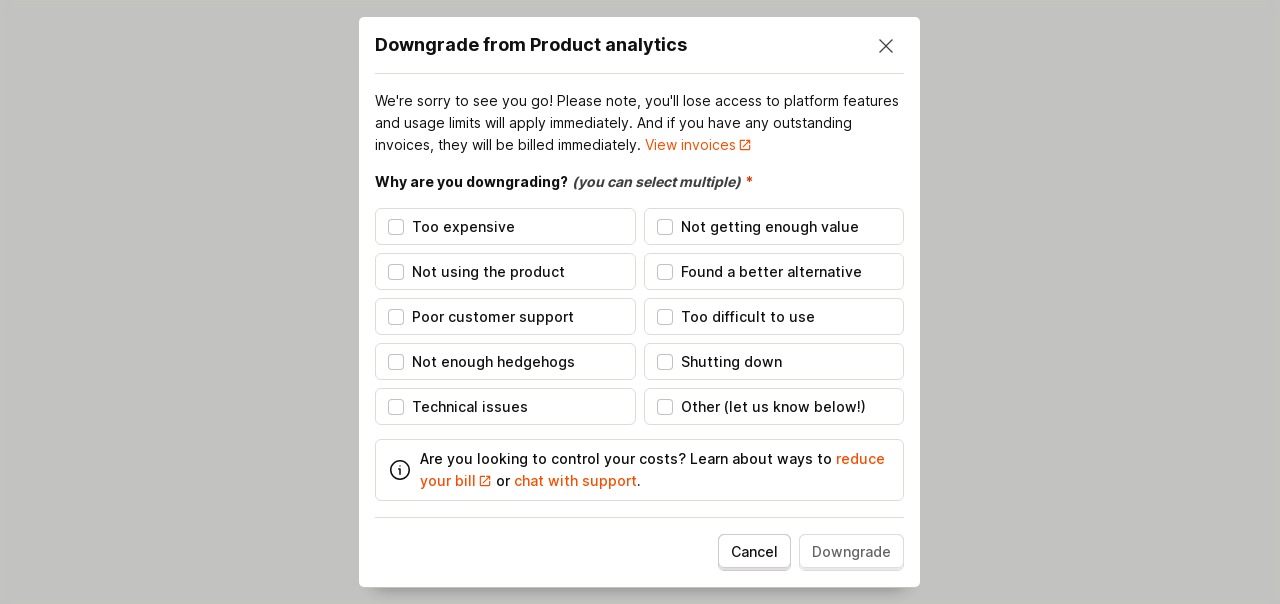 Downgrade from Product analytics
We're sorry to see you go! Please note, you'll lose access to platform features
and usage limits will apply immediately. And if you have any outstanding
invoices, they will be billed immediately. View invoices
Why are you downgrading? (you can select multiple) *
Too expensive
Not getting enough value
Not using the product
Found a better alternative
Poor customer support
Too difficult to use
Not enough hedgehogs
Shutting down
Technical issues
Other (let us know below!)
Are you looking to control your costs? Learn about ways to reduce
your bill or chat with support.
Cancel
Downgrade